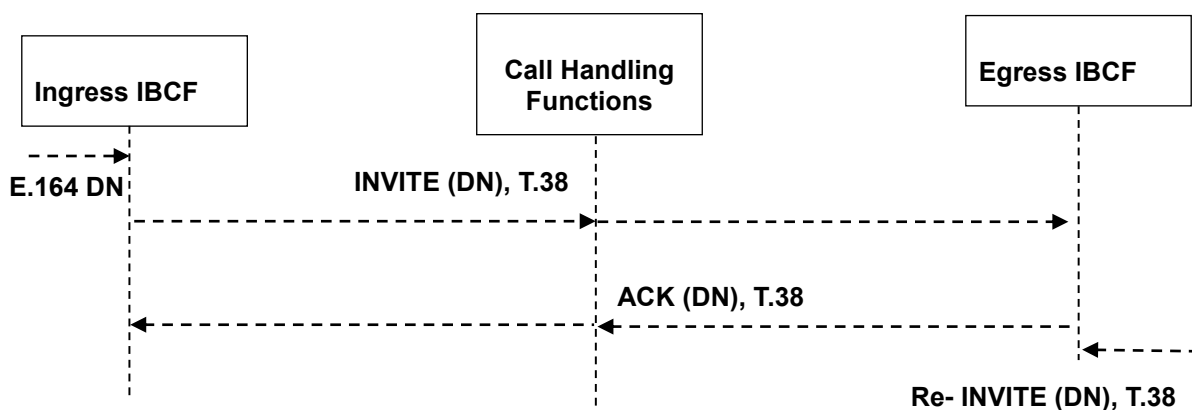 Ingress IBCF
Call Handling
Functions
Egress IBCF
E.164 DN
INVITE (DN), T.38
ACK (DN), T.38
Re- INVITE (DN), T.38